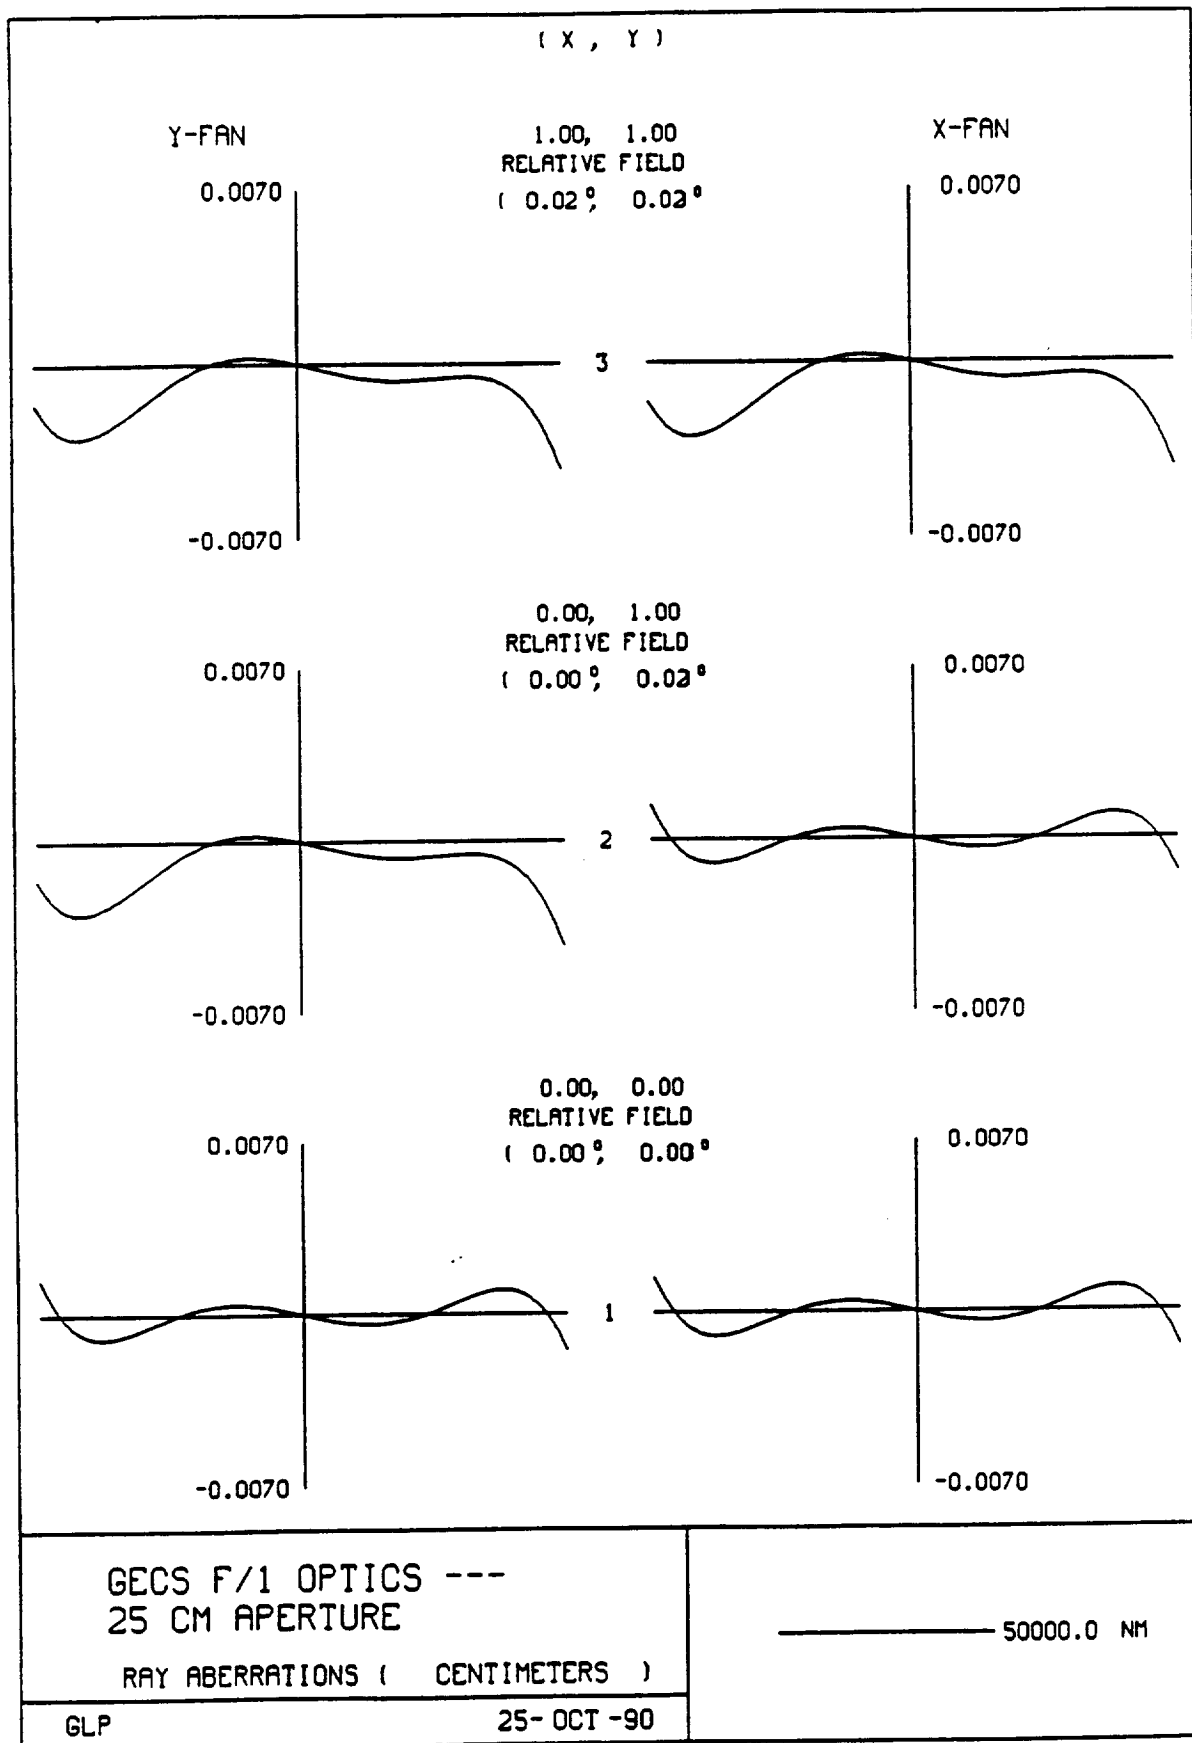 ( X , Y )
Y-FAN
1.00, 1.00
X-FAN
RELATIVE FIELD
0.0070
( 0.02°, 0.02°
0.0070
3
-0.0070
-0.0070
0.00, 1.00
RELATIVE FIELD
0.0070
( 0.00°, 0.02°
0.0070
2
-0.0070
-0.0070
0.00, 0.00
RELATIVE FIELD
0.0070
( 0.00°, 0.00°
0.0070
1
-0.0070
-0.0070
GECS F/1 OPTICS ---
25 CM APERTURE
RAY ABERRATIONS ( CENTIMETERS )
GLP
25-OCT-90
50000.0 NM